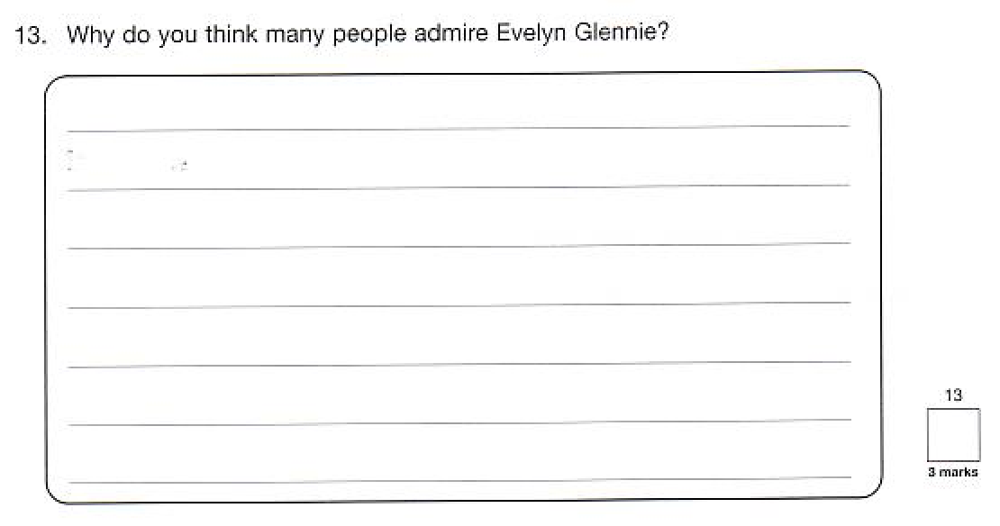 13. Why do you think many people admire Evelyn Glennie?
13
3 marks